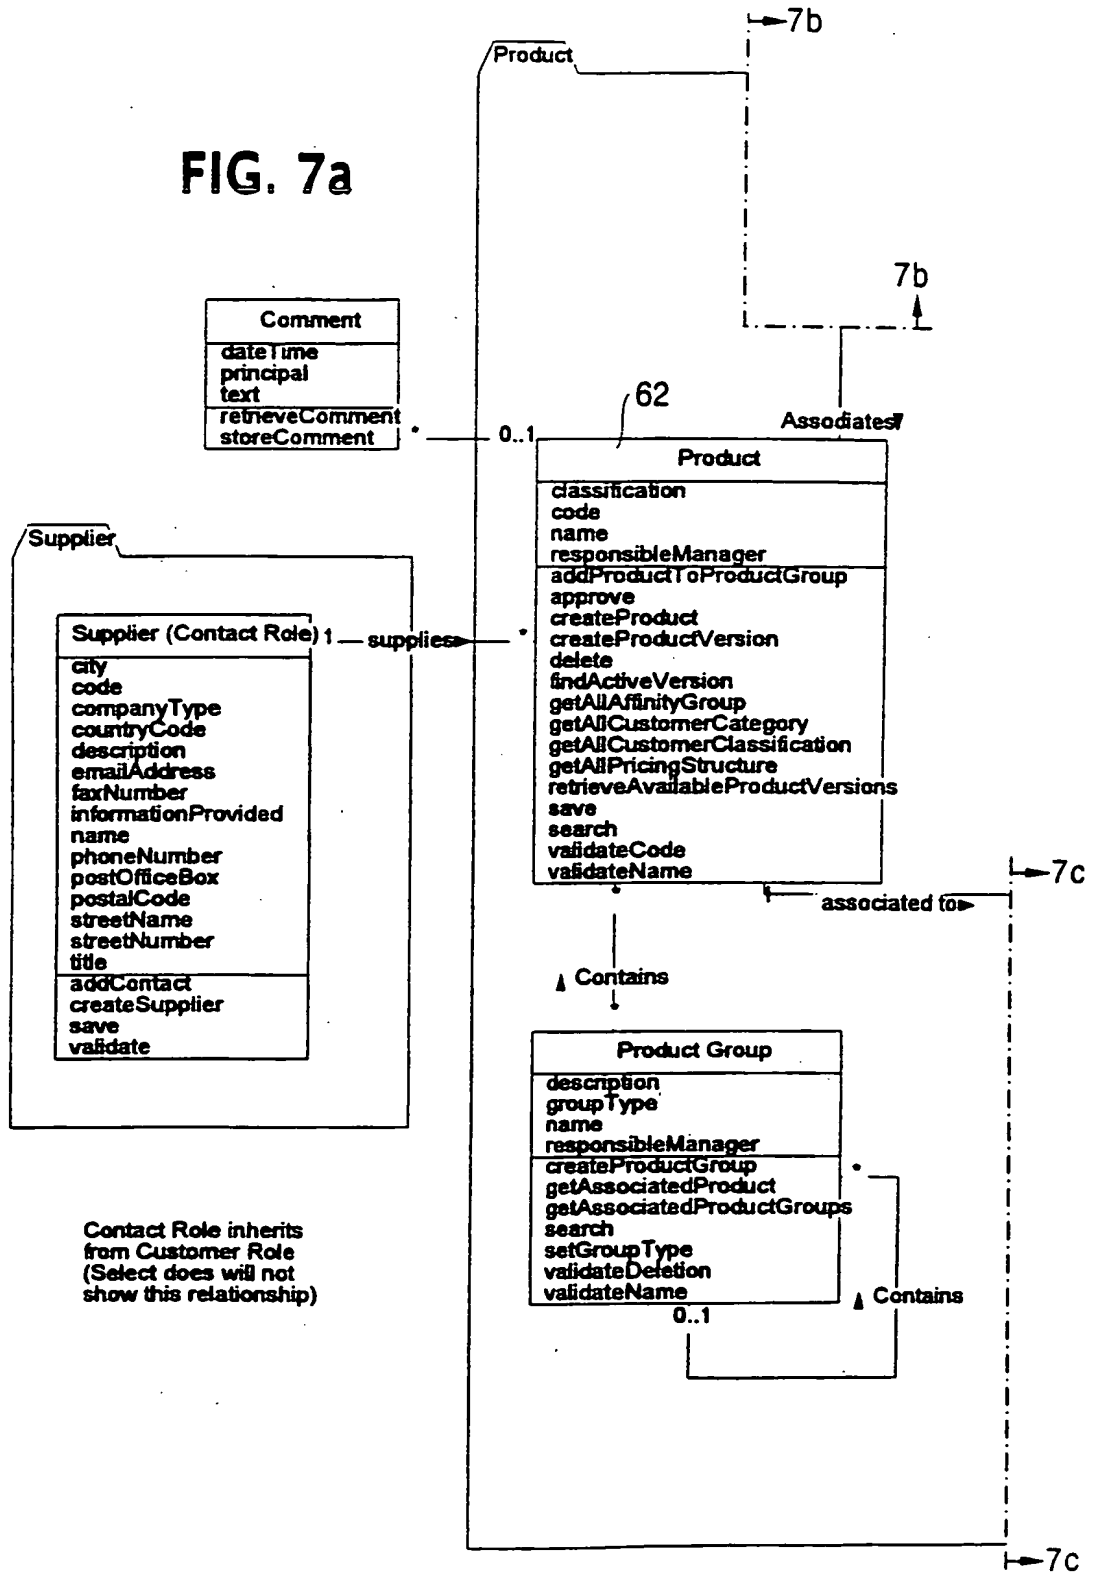 7b
Product
FIG. 7a
7b
Comment
dateTime
principal
text
retrieveComment
storeComment
*
0..1
62
Associates
Product
classification
code
name
responsibleManager
addProductToProductGroup
approve
createProduct
createProductVersion
delete
findActiveVersion
getAllAffinityGroup
getAllCustomerCategory
getAllCustomerClassification
getAllPricingStructure
retrieveAvailableProductVersions
save
search
validateCode
validateName
Supplier
Supplier (Contact Role)
1
supplies
*
city
code
companyType
countryCode
description
emailAddress
faxNumber
informationProvided
name
phoneNumber
postOfficeBox
postalCode
streetName
streetNumber
title
addContact
createSupplier
save
validate
7c
*
1
associated to
Contains
*
Product Group
description
groupType
name
responsibleManager
createProductGroup
getAssociatedProduct
getAssociatedProductGroups
search
setGroupType
validateDeletion
validateName
*
0..1
Contains
Contact Role inherits
from Customer Role
(Select does will not
show this relationship)
7c